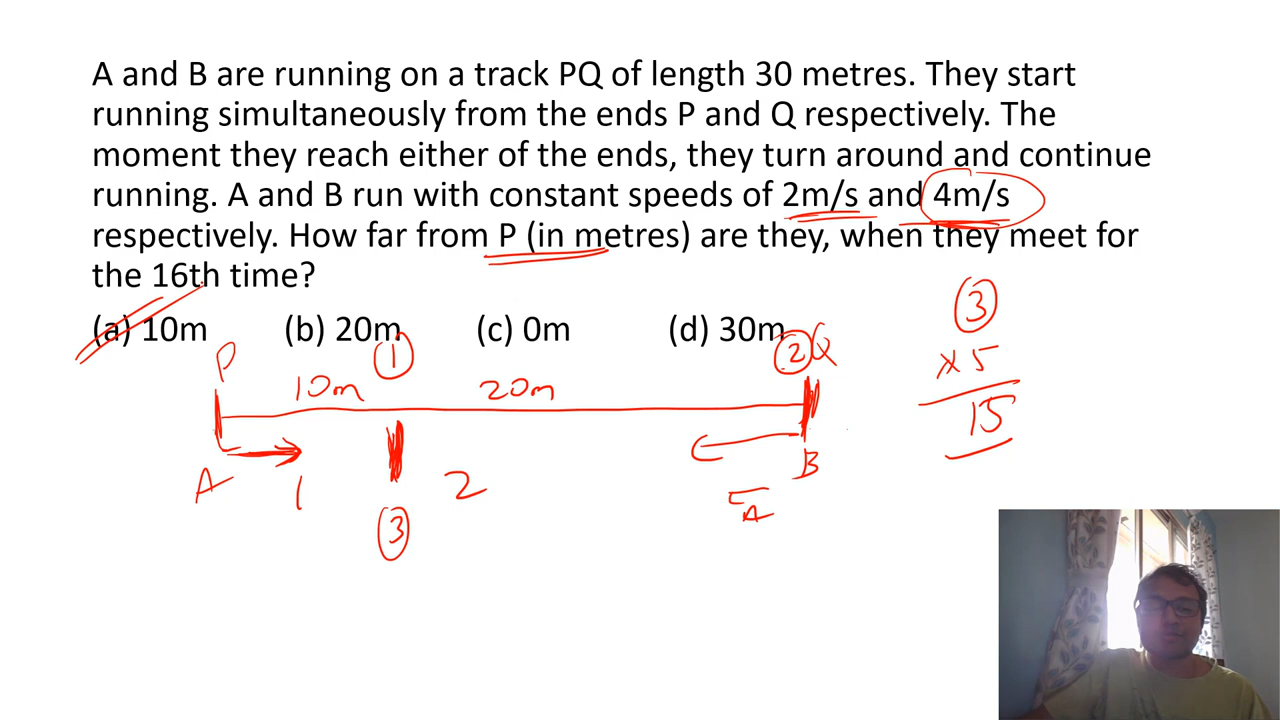 A and B are running on a track PQ of length 30 metres. They start
running simultaneously from the ends P and Q respectively. The
moment they reach either of the ends, they turn around and continue
running. A and B run with constant speeds of 2m/s and 4m/s
respectively. How far from P (in metres) are they, when they meet for
the 16th time?
(a) 10m (b) 20m (c) 0m (d) 30m
3
x 5
15
P 1 2 Q
10m 20m
A B
1 2 A
3